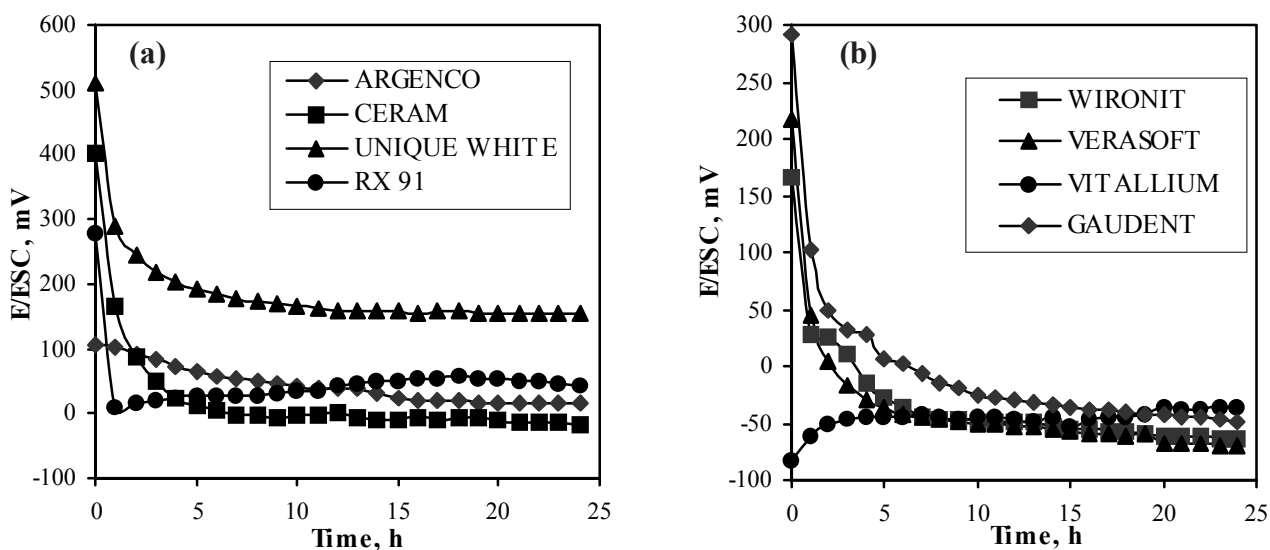 (a)
600
500
400
300
200
100
0
-100
E/ESC, mV
ARGENCO
CERAM
UNIQUE WHITE
RX 91
0 5 10 15 20 25
Time, h
(b)
300
250
200
150
100
50
0
-50
-100
E/ESC, mV
WIRONIT
VERASOFT
VITALLIUM
GAUDENT
0 5 10 15 20 25
Time, h